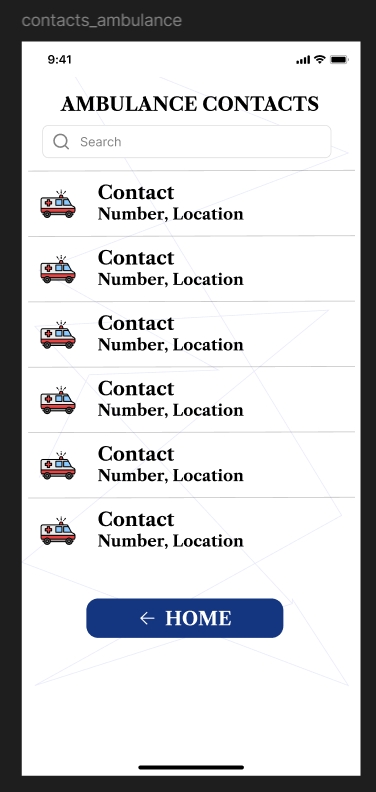 contacts_ambulance
9:41
AMBULANCE CONTACTS
Search
Contact
Number, Location
Contact
Number, Location
Contact
Number, Location
Contact
Number, Location
Contact
Number, Location
Contact
Number, Location
HOME